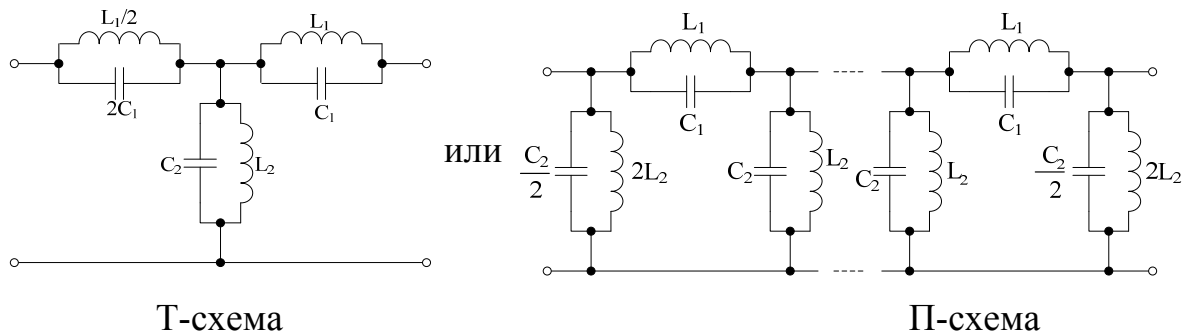 L₁/2
L₁
2C₁
C₁
C₂
L₂
или
L₁
L₁
C₁
C₁
C₂/2
2L₂
C₂
L₂
C₂
L₂
C₂/2
2L₂
Т-схема
П-схема